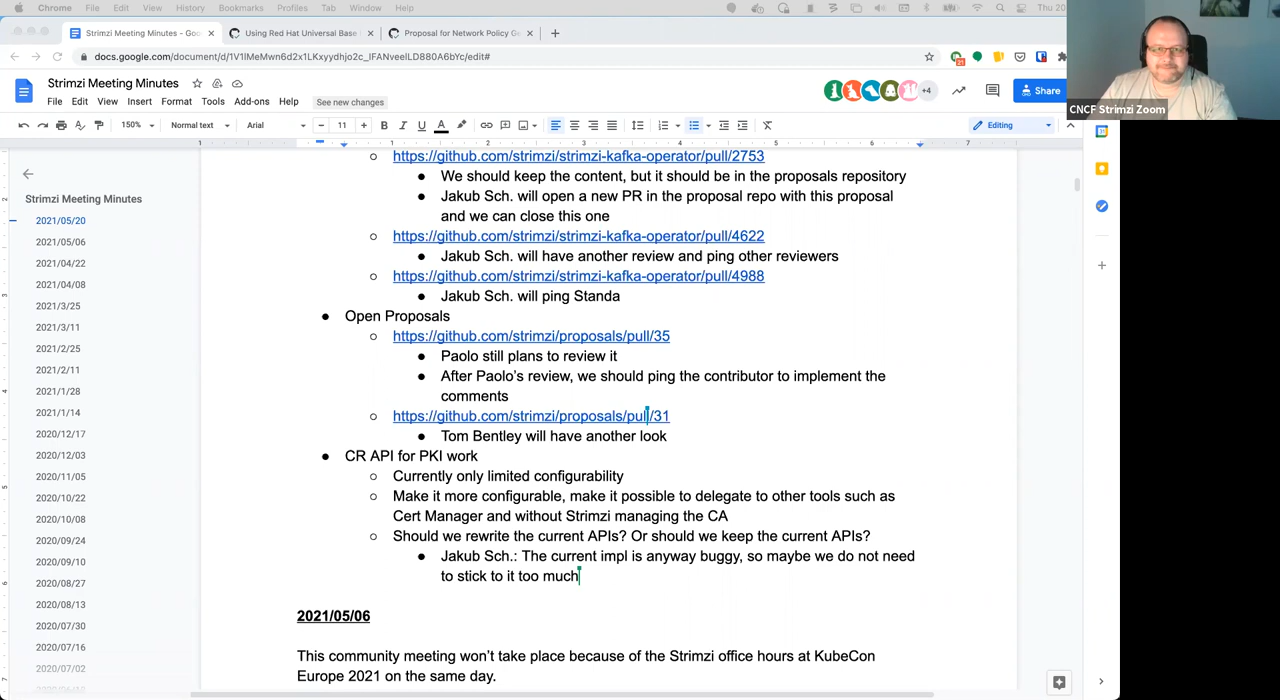 Chrome File Edit View History Bookmarks Profiles Tab Window Help Thu 20
Strimzi Meeting Minutes - Goo
Using Red Hat Universal Base
Proposal for Network Policy Ge
docs.google.com/document/d/1V1lMeMwn6d2x1LKxyydhjo2c_IFANveelLD880A6bYc/edit#
21
Strimzi Meeting Minutes
File Edit View Insert Format Tools Add-ons Help See new changes
+4
Share
CNCF Strimzi Zoom
150% Normal text Arial 11 B I U A Editing
1 1 2 3 4 5 6 7
Strimzi Meeting Minutes
2021/05/20
2021/05/06
2021/04/22
2021/04/08
2021/3/25
2021/3/11
2021/2/25
2021/2/11
2021/1/28
2021/1/14
2020/12/17
2020/12/03
2020/11/05
2020/10/22
2020/10/08
2020/09/24
2020/09/10
2020/08/27
2020/08/13
2020/07/30
2020/07/16
2020/07/02
https://github.com/strimzi/strimzi-kafka-operator/pull/2753
We should keep the content, but it should be in the proposals repository
Jakub Sch. will open a new PR in the proposal repo with this proposal
and we can close this one
https://github.com/strimzi/strimzi-kafka-operator/pull/4622
Jakub Sch. will have another review and ping other reviewers
https://github.com/strimzi/strimzi-kafka-operator/pull/4988
Jakub Sch. will ping Standa
Open Proposals
https://github.com/strimzi/proposals/pull/35
Paolo still plans to review it
After Paolo's review, we should ping the contributor to implement the
comments
https://github.com/strimzi/proposals/pull/31
Tom Bentley will have another look
CR API for PKI work
Currently only limited configurability
Make it more configurable, make it possible to delegate to other tools such as
Cert Manager and without Strimzi managing the CA
Should we rewrite the current APIs? Or should we keep the current APIs?
Jakub Sch.: The current impl is anyway buggy, so maybe we do not need
to stick to it too much
2021/05/06
This community meeting won't take place because of the Strimzi office hours at KubeCon
Europe 2021 on the same day.